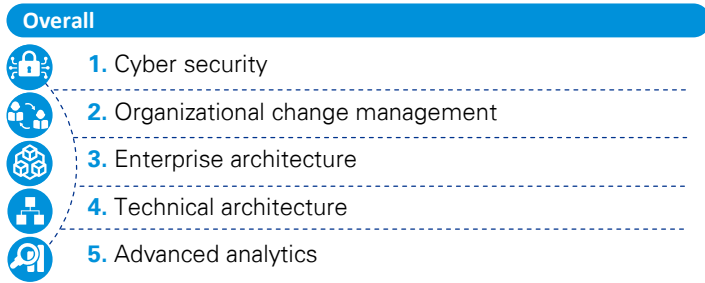 Overall
1. Cyber security
2. Organizational change management
3. Enterprise architecture
4. Technical architecture
5. Advanced analytics